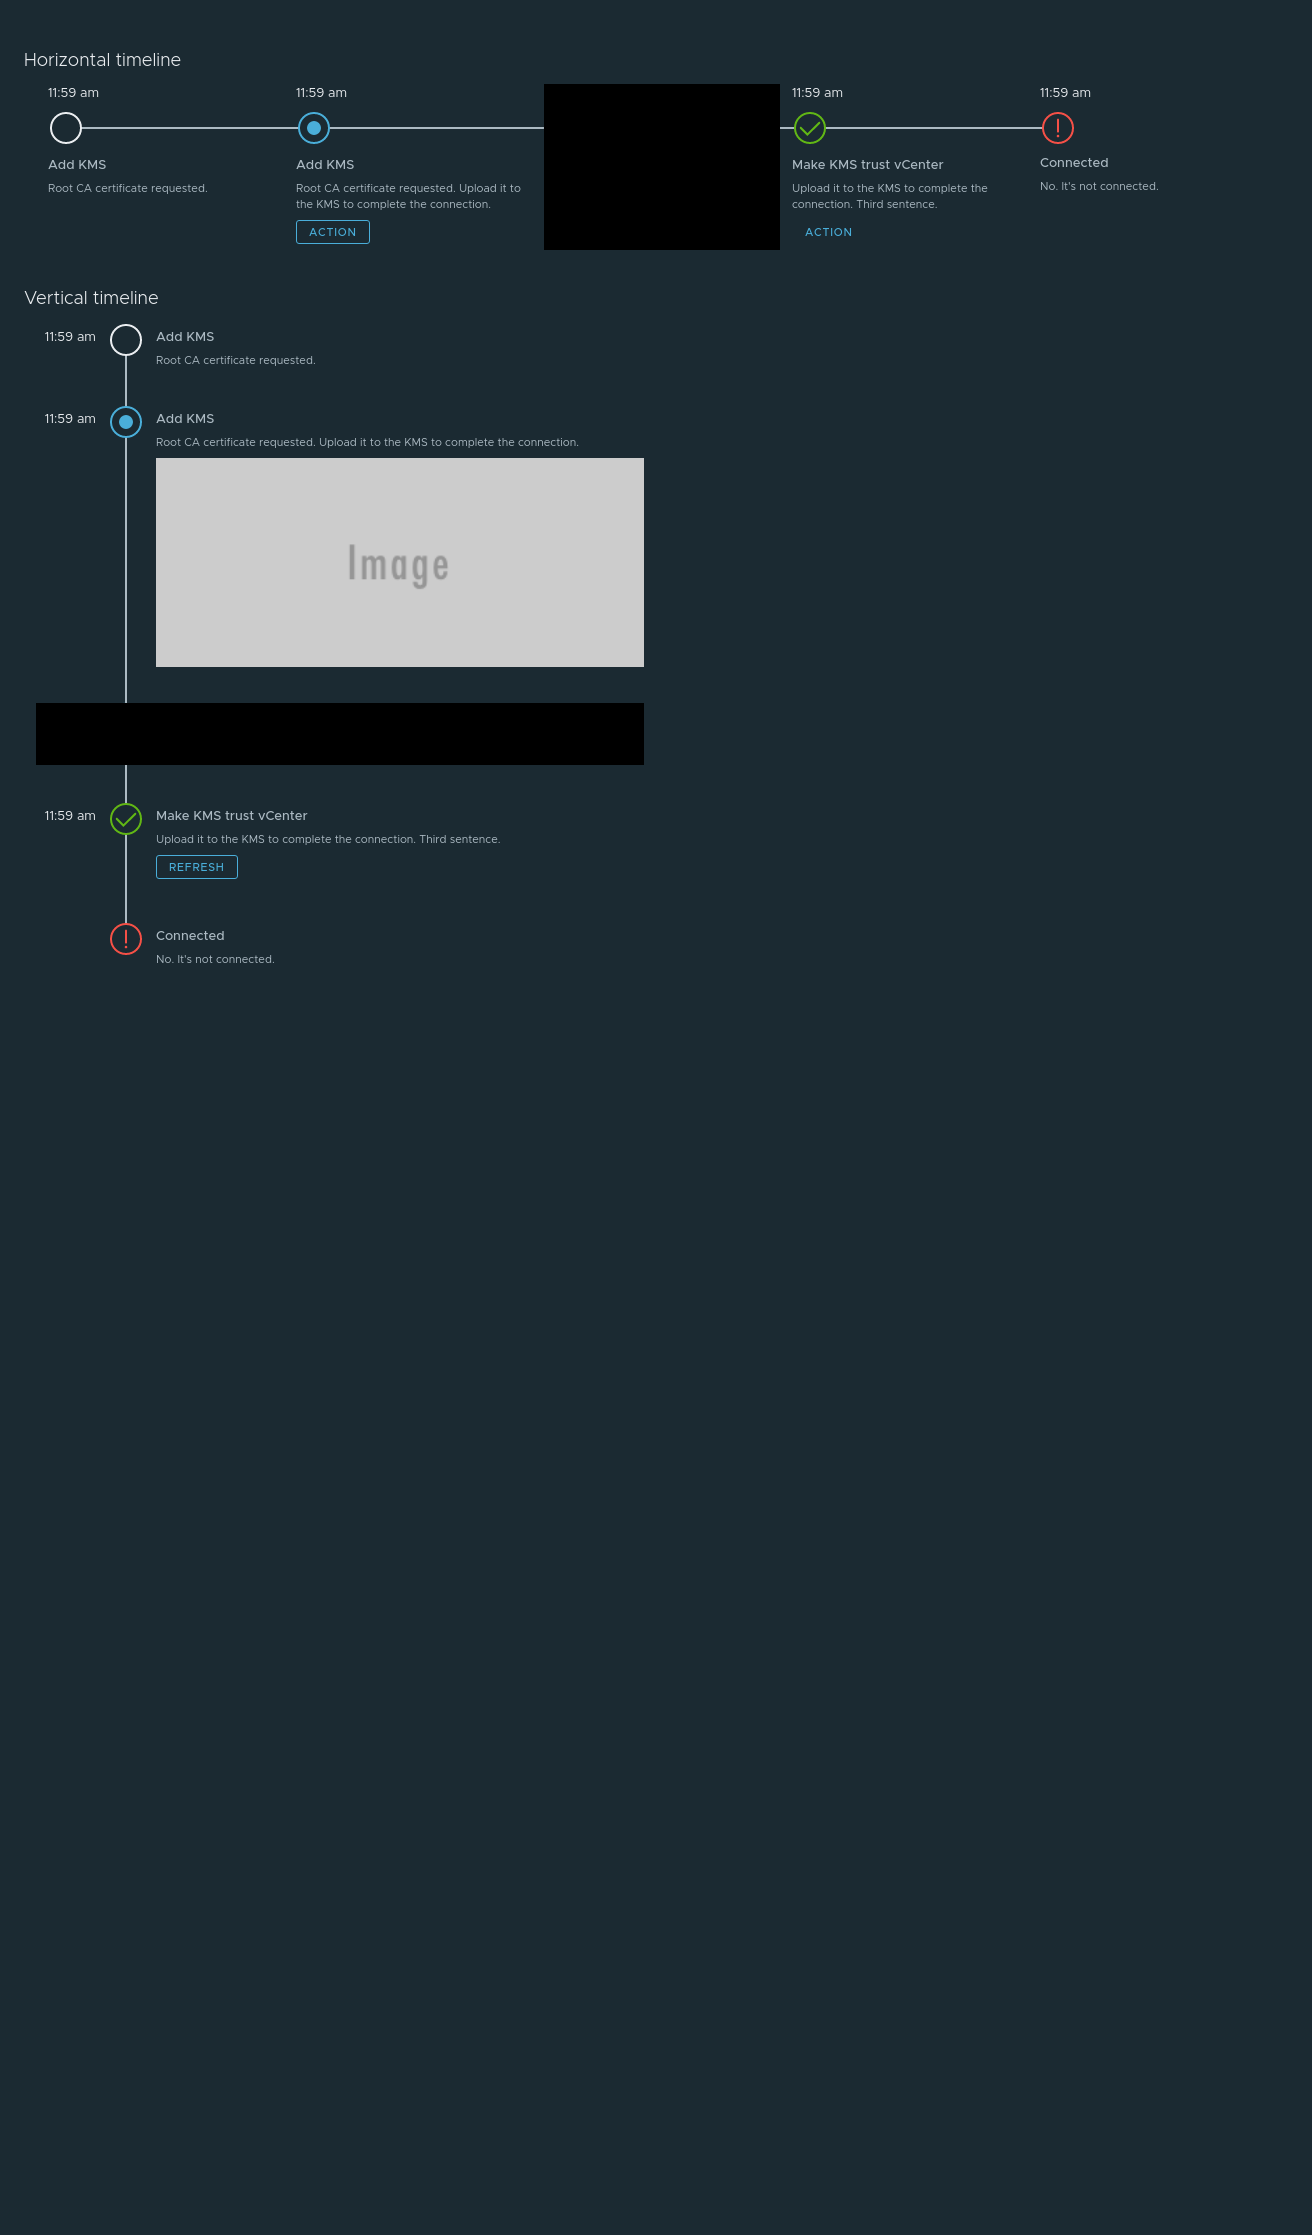 Horizontal timeline
11:59 am
Add KMS
Root CA certificate requested.
11:59 am
Add KMS
Root CA certificate requested. Upload it to
the KMS to complete the connection.
ACTION
11:59 am
Make KMS trust vCenter
Upload it to the KMS to complete the
connection. Third sentence.
ACTION
11:59 am
Connected
No. It's not connected.
Vertical timeline
11:59 am
Add KMS
Root CA certificate requested.
11:59 am
Add KMS
Root CA certificate requested. Upload it to the KMS to complete the connection.
Image
11:59 am
Make KMS trust vCenter
Upload it to the KMS to complete the connection. Third sentence.
REFRESH
Connected
No. It's not connected.